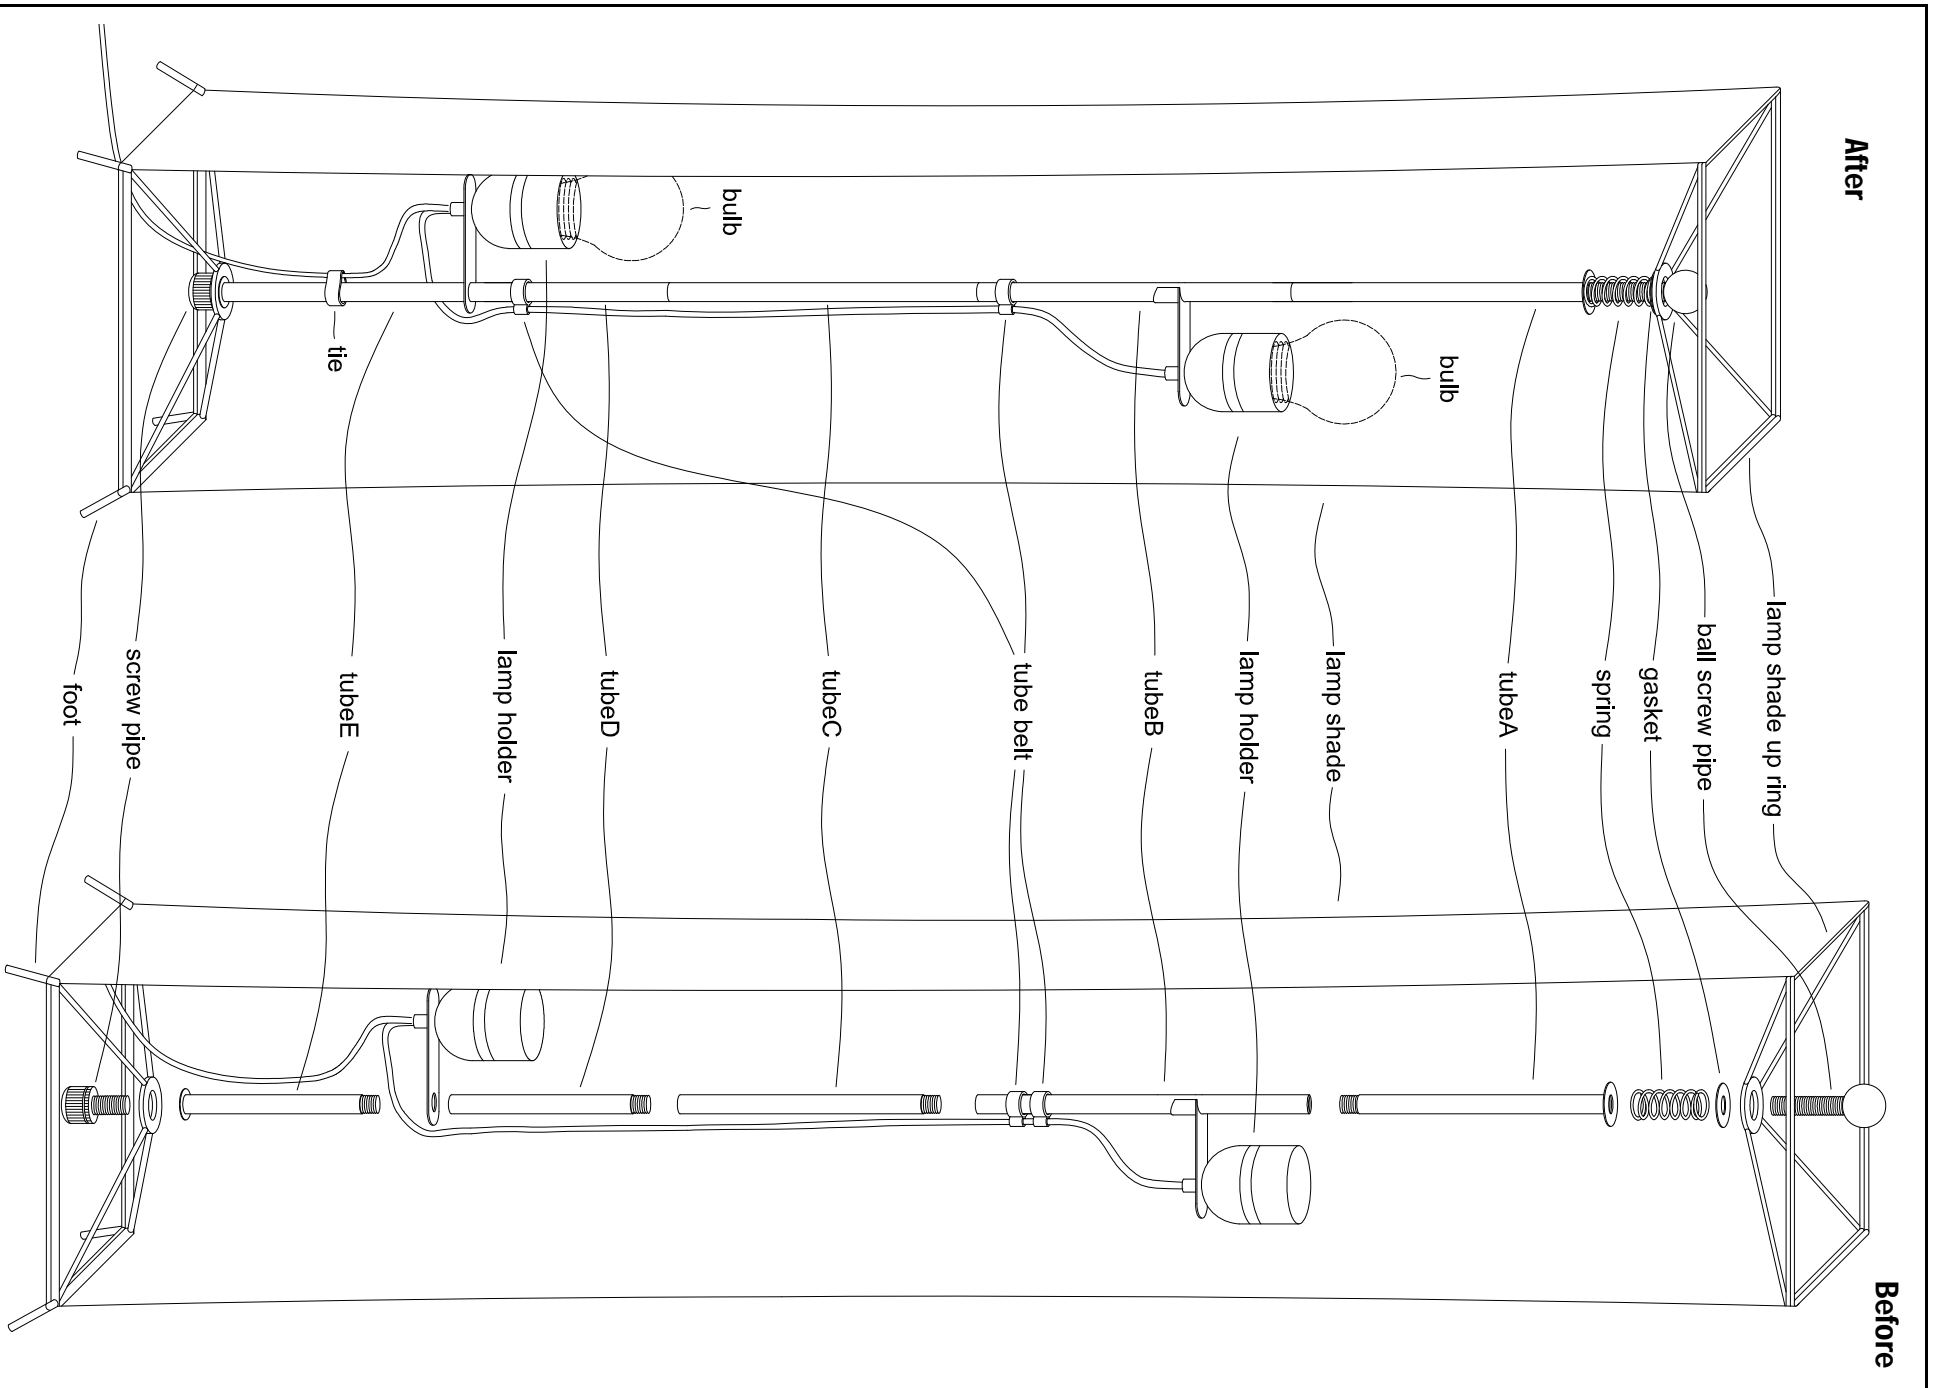 After
Before
lamp shade up ring
ball screw pipe
gasket
spring
tubeA
bulb
lamp shade
lamp holder
tubeB
tube belt
tubeC
bulb
tubeD
lamp holder
tubeE
tie
screw pipe
foot